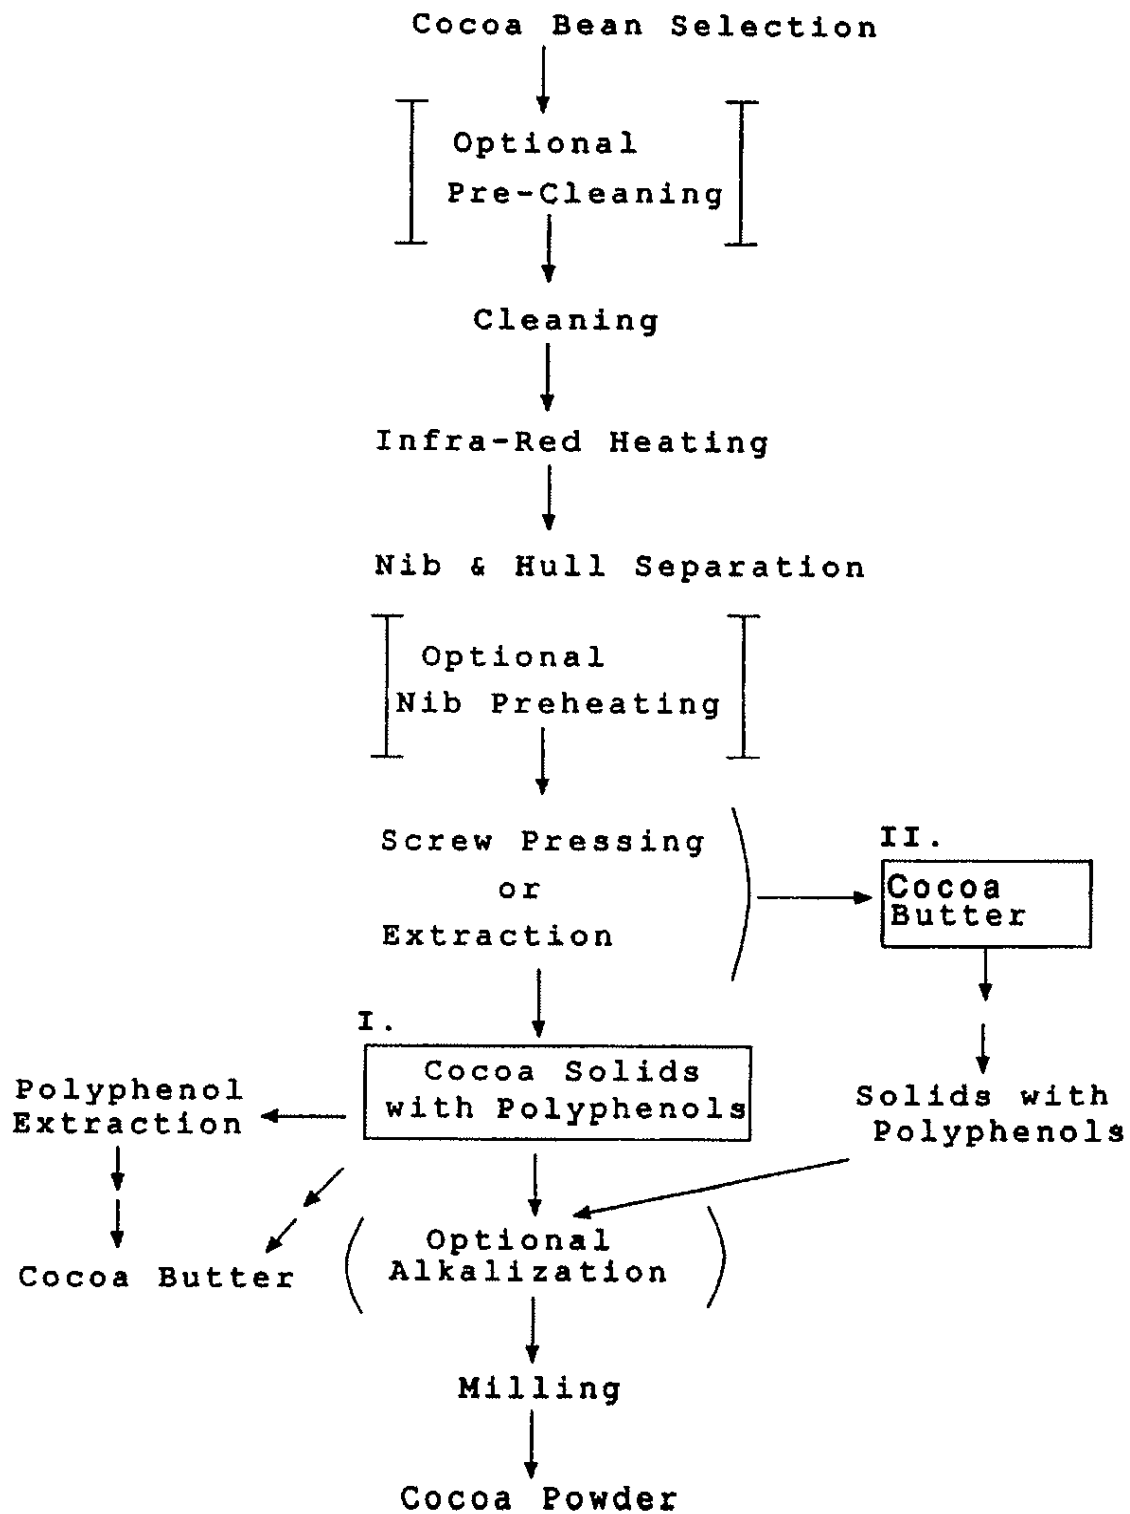 Cocoa Bean Selection
Optional
Pre-Cleaning
Cleaning
Infra-Red Heating
Nib & Hull Separation
Optional
Nib Preheating
Screw Pressing
or
Extraction
II.
Cocoa
Butter
I.
Cocoa Solids
with Polyphenols
Polyphenol
Extraction
Solids with
Polyphenols
Cocoa Butter
Optional
Alkalization
Milling
Cocoa Powder